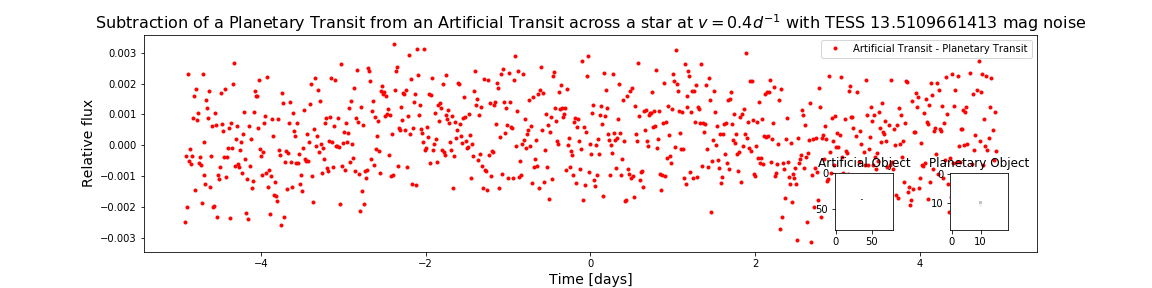 Subtraction of a Planetary Transit from an Artificial Transit across a star at v = 0.4d⁻¹ with TESS 13.5109661413 mag noise
Artificial Transit - Planetary Transit
Relative flux
0.003
0.002
0.001
0.000
−0.001
−0.002
−0.003
Artificial Object
0
50
0 50
Planetary Object
0
10
0 10
−4 −2 0 2 4
Time [days]